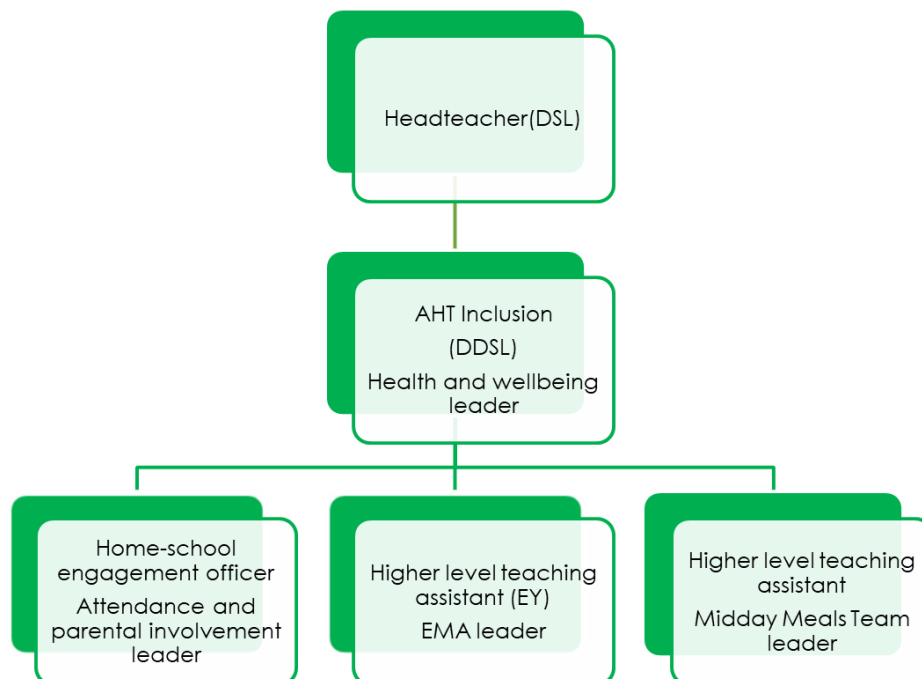 Headteacher(DSL)
AHT Inclusion
(DDSL)
Health and wellbeing
leader
Home-school
engagement officer
Attendance and
parental involvement
leader
Higher level teaching
assistant (EY)
EMA leader
Higher level teaching
assistant
Midday Meals Team
leader